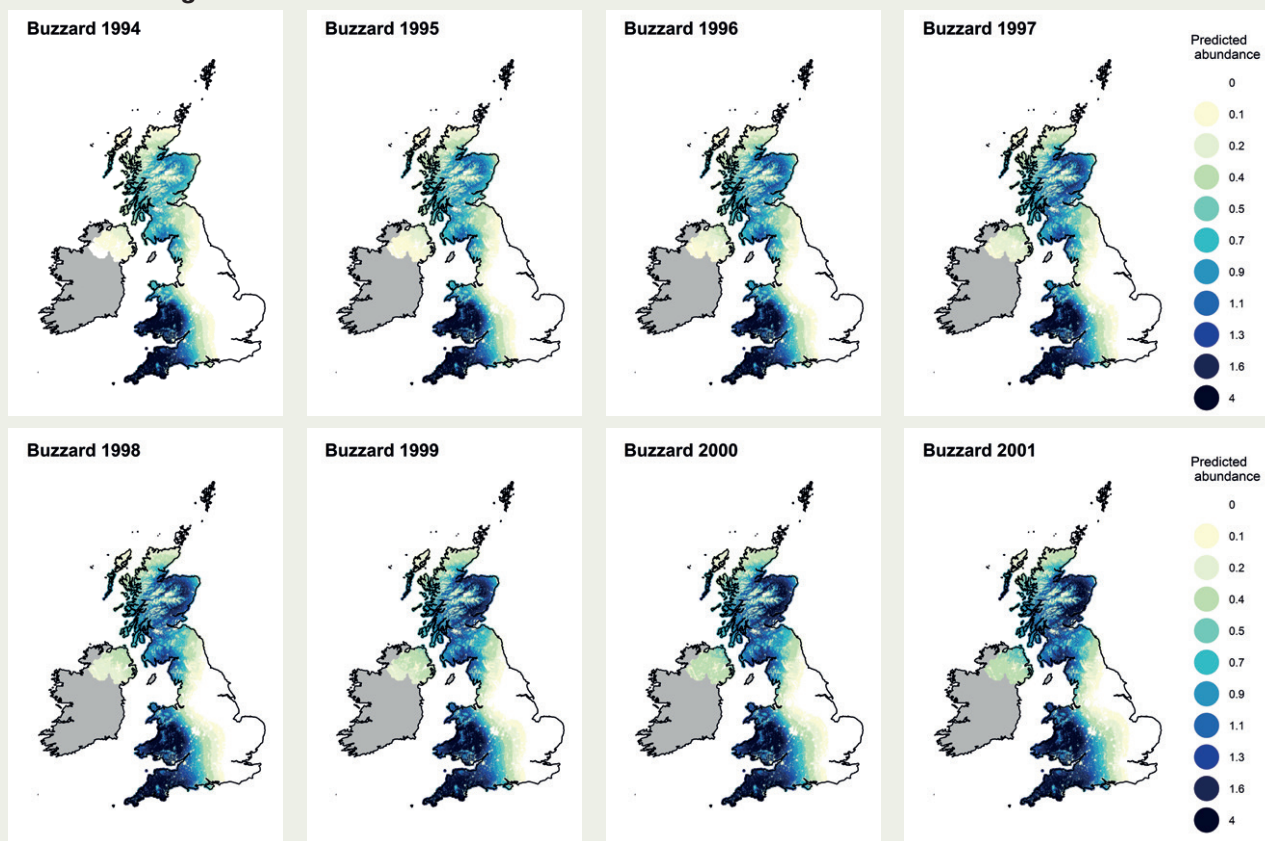 Buzzard 1994
Buzzard 1995
Buzzard 1996
Buzzard 1997
Predicted
abundance
0
0.1
0.2
0.4
0.5
0.7
0.9
1.1
1.3
1.6
4
Buzzard 1998
Buzzard 1999
Buzzard 2000
Buzzard 2001
Predicted
abundance
0
0.1
0.2
0.4
0.5
0.7
0.9
1.1
1.3
1.6
4